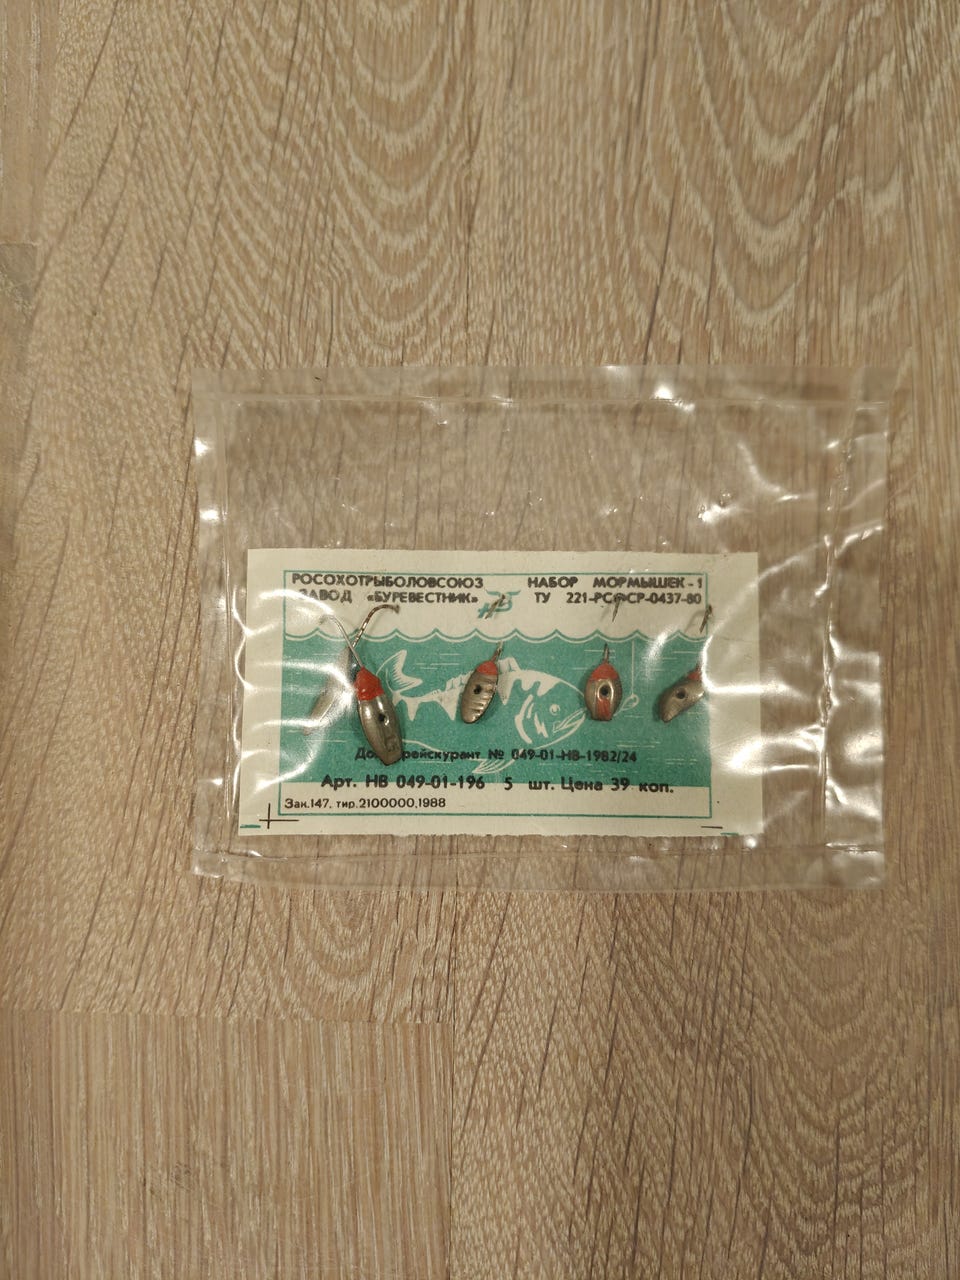 РОСОХОТРЫБОЛОВСОЮЗ НАБОР МОРМЫШЕК-1
ЗАВОД «БУРЕВЕСТНИК» ТУ 221-РСФСР-0437-80
прейскурант № 049-01-НВ-1982/24
Арт. НВ 049-01-196 5 шт. Цена 39 коп.
Зак.147. тир.2100000,1988